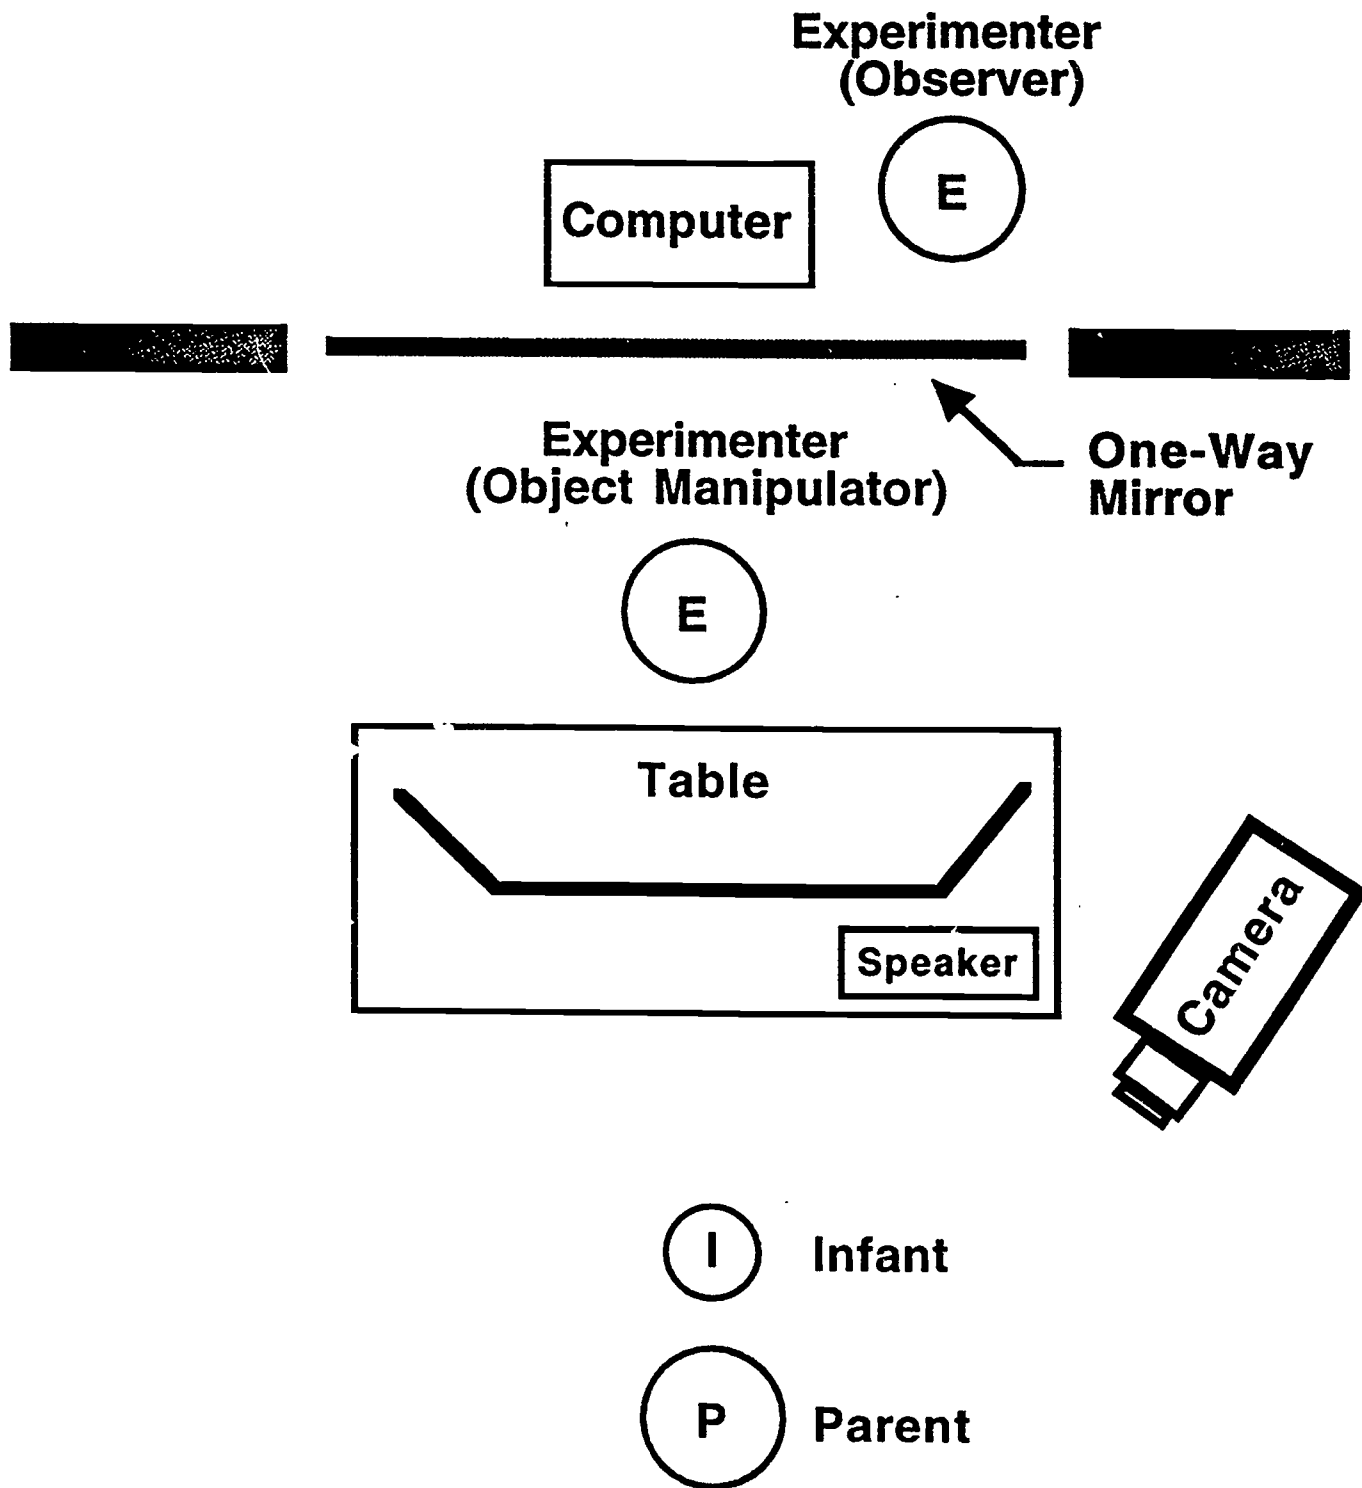 Experimenter
(Observer)
E
Computer
Experimenter
(Object Manipulator)
One-Way
Mirror
E
Table
Speaker
Camera
I
Infant
P
Parent